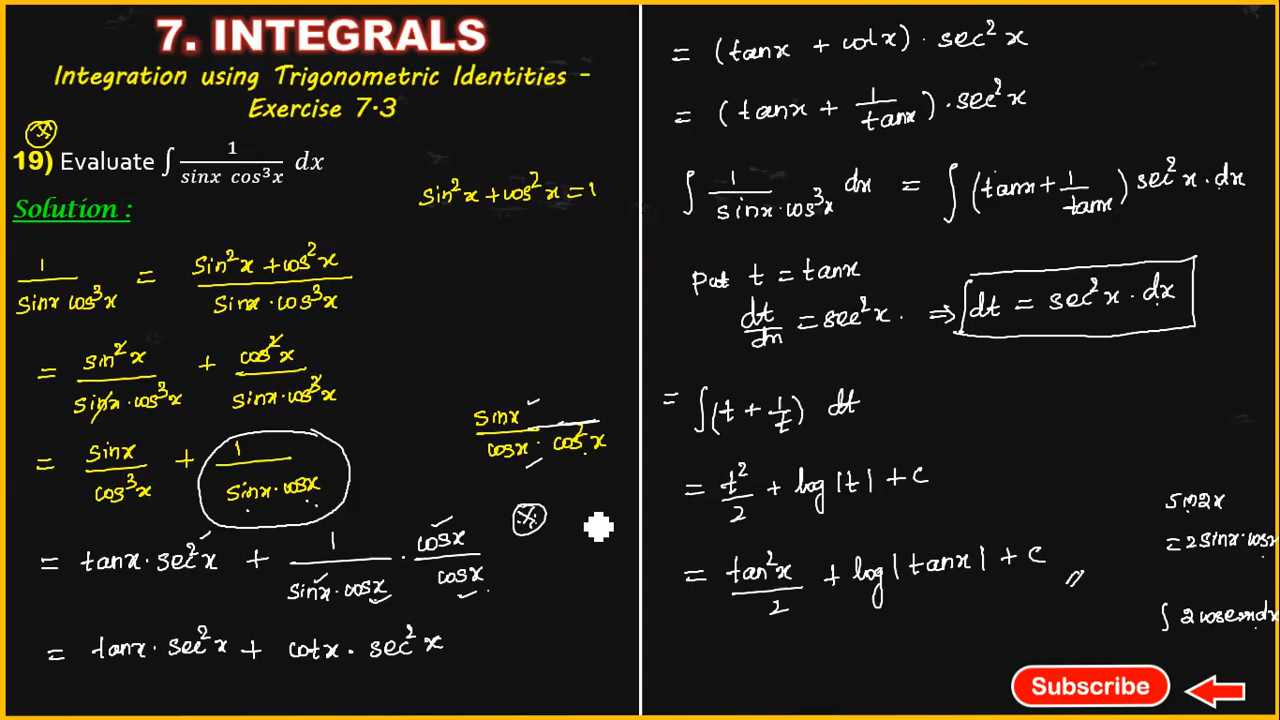 7. INTEGRALS
Integration using Trigonometric Identities -
Exercise 7.3
19) Evaluate ∫ 1/(sinx cos³x) dx
Solution :
sin²x + cos²x = 1
1/(sinx cos³x) = (sin²x + cos²x)/(sinx · cos³x)
= sin²x/(sinx · cos³x) + cos²x/(sinx · cos³x)
sinx/(cosx · cos²x)
= sinx/cos³x + 1/(sinx · cosx)
= tanx · sec²x + 1/(sinx · cosx) · cosx/cosx
= tanx · sec²x + cotx · sec²x
= (tanx + cotx) · sec²x
= (tanx + 1/tanx) · sec²x
∫ 1/(sinx · cos³x) dx = ∫ (tanx + 1/tanx) sec²x · dx
Put t = tanx
dt/dx = sec²x · ⇒ dt = sec²x · dx
= ∫ (t + 1/t) dt
= t²/2 + log|t| + c
= tan²x/2 + log|tanx| + c //
sin2x
= 2sinx · cosx
Subscribe